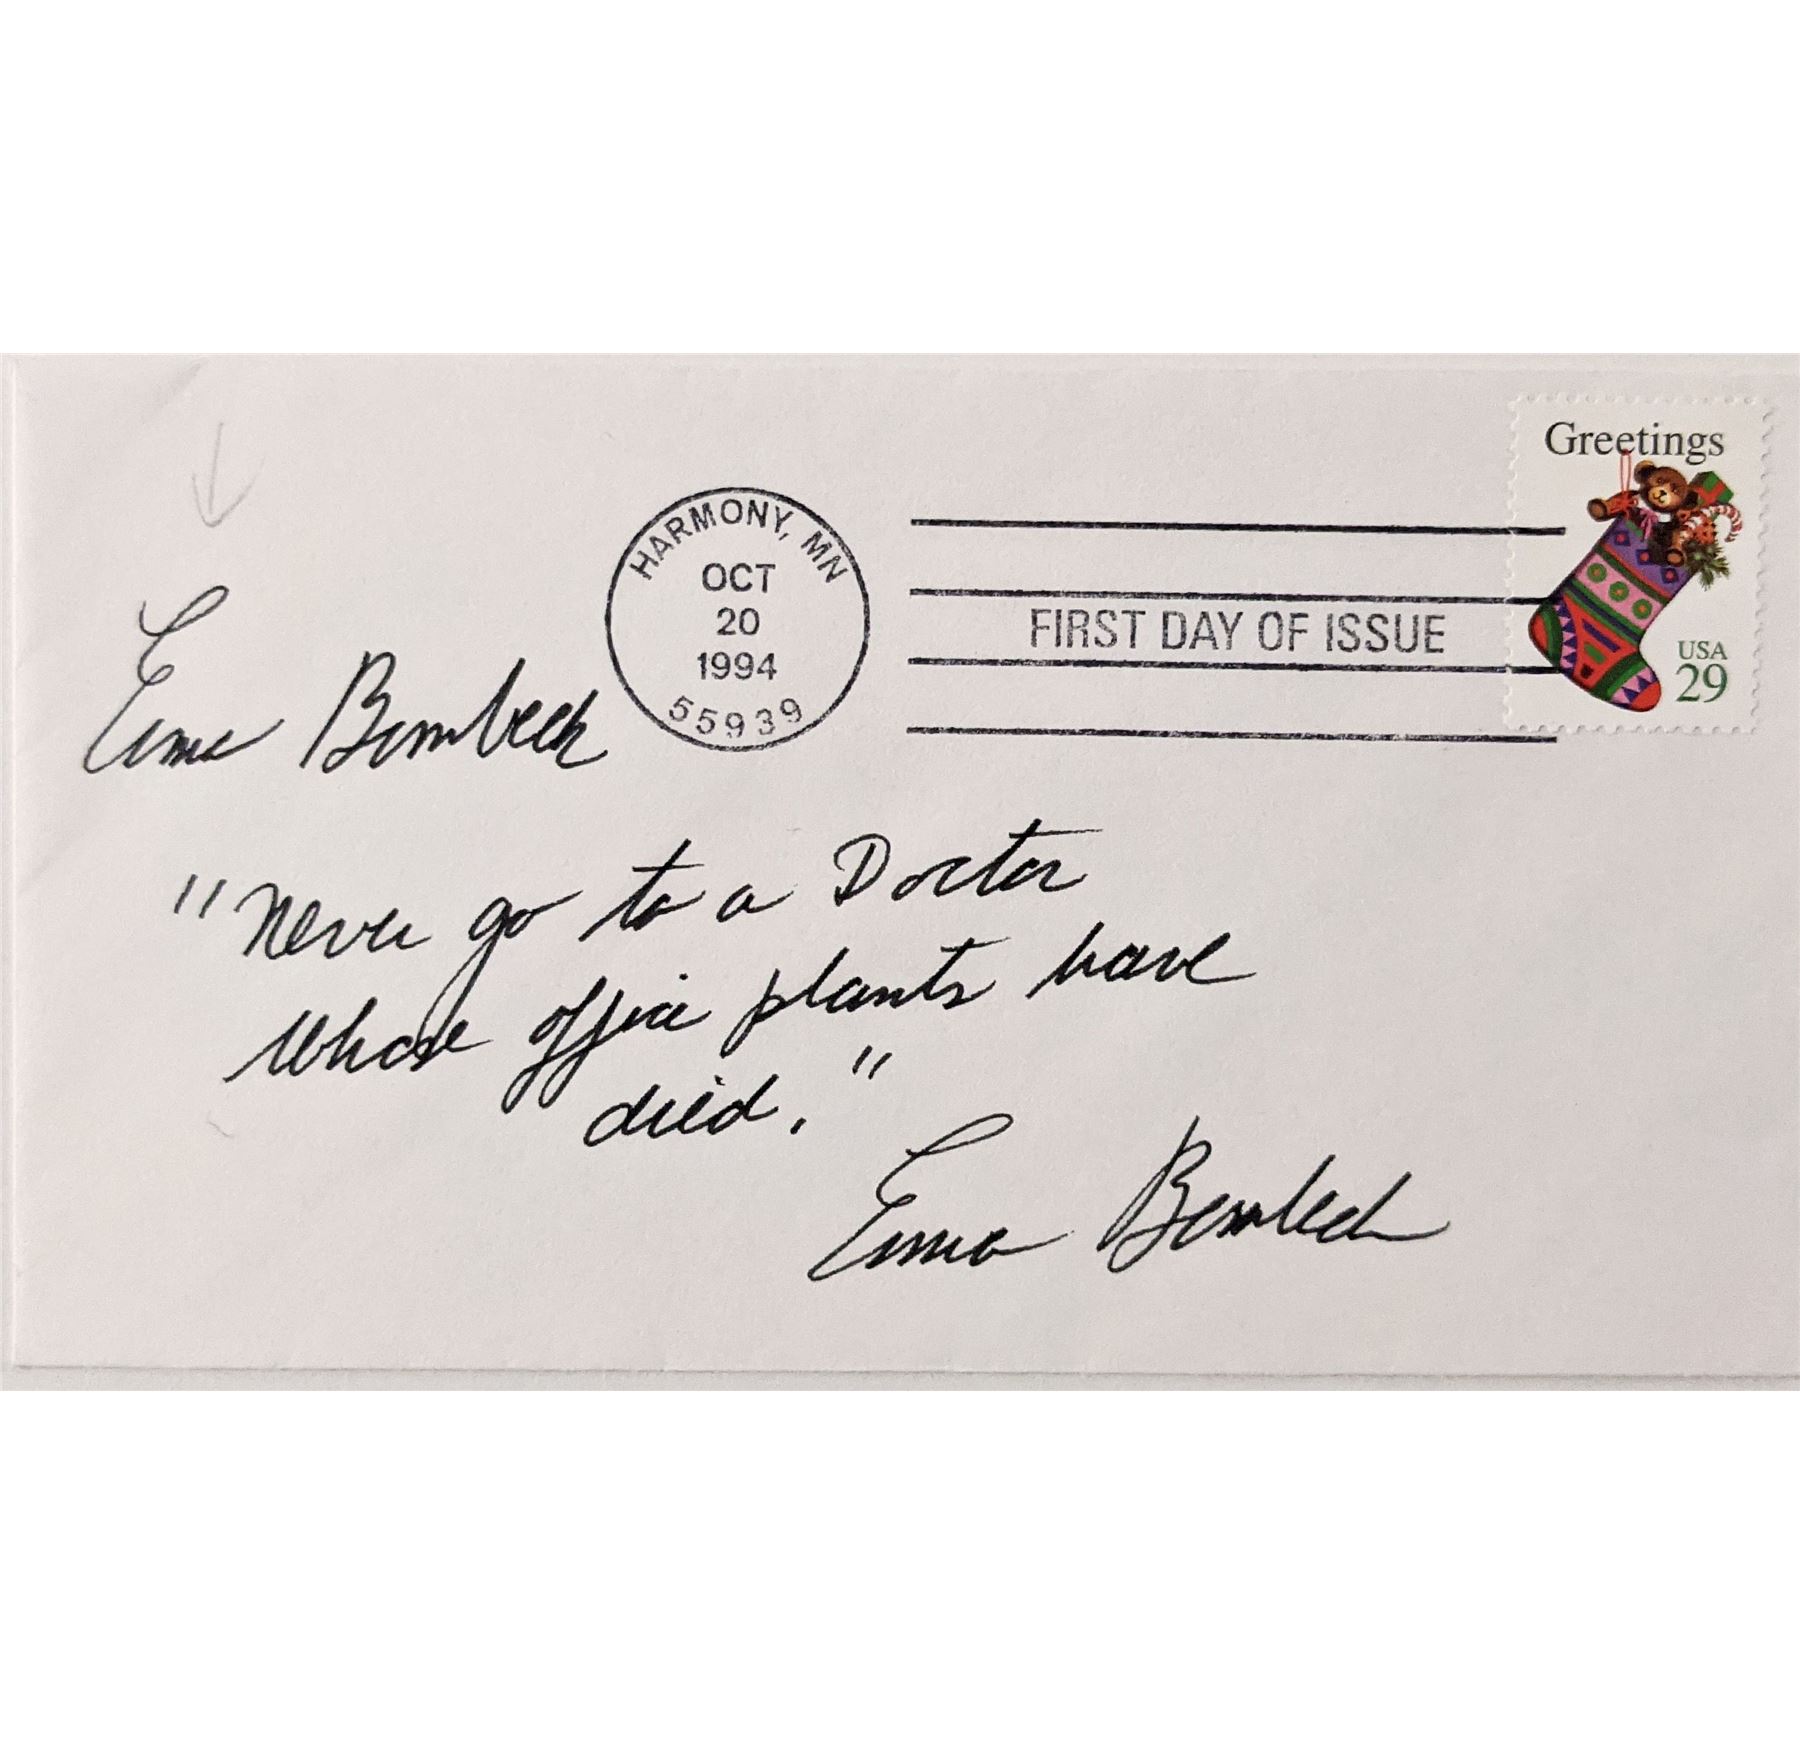 Greetings
HARMONY, MN
OCT
20
1994
55939
FIRST DAY OF ISSUE
USA
29
Erma Bombeck
"Never go to a Doctor
whose office plants have
died."
Erma Bombeck